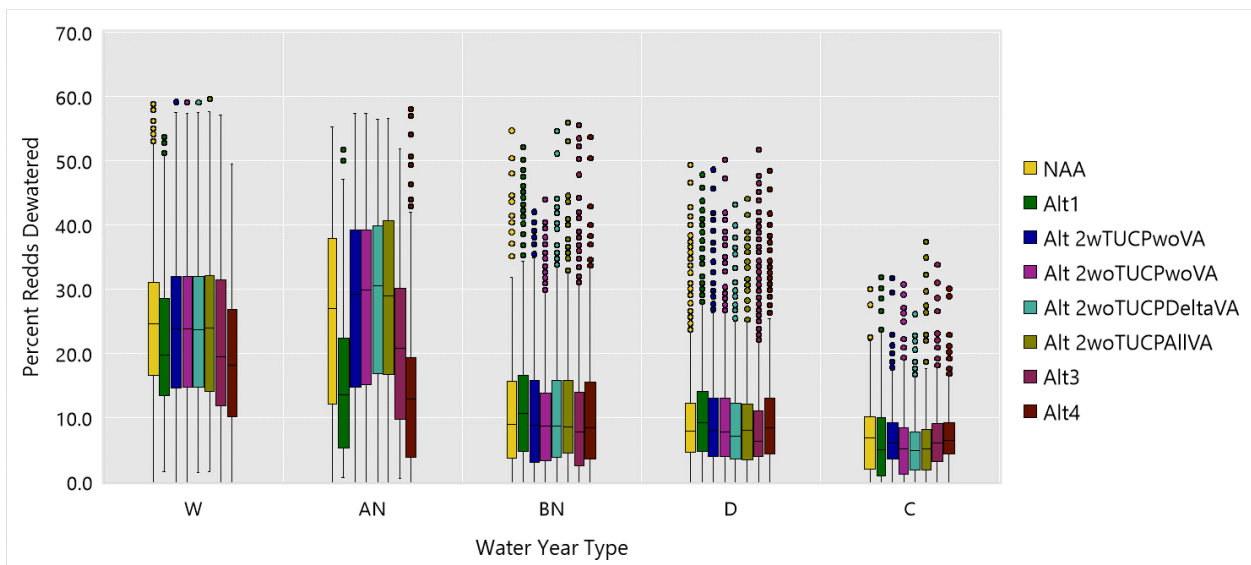 70.0
60.0
50.0
40.0
30.0
20.0
10.0
0.0
Percent Redds Dewatered
W AN BN D C
Water Year Type
NAA
Alt1
Alt 2wTUCPwoVA
Alt 2woTUCPwoVA
Alt 2woTUCPDeltaVA
Alt 2woTUCPAllVA
Alt3
Alt4